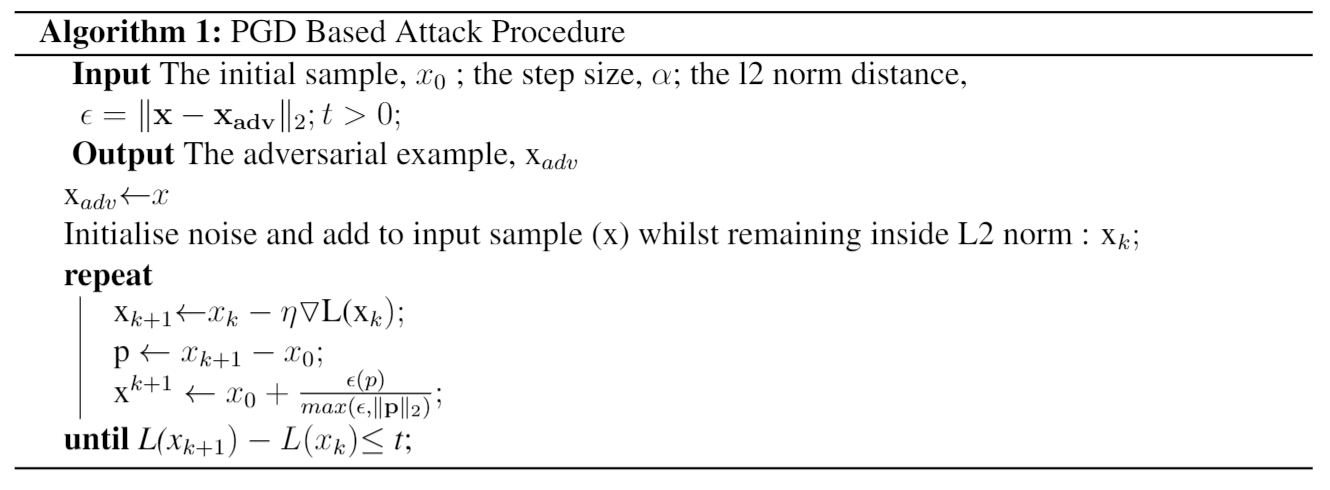 Algorithm 1: PGD Based Attack Procedure
Input The initial sample, x_0 ; the step size, α; the l2 norm distance,
ϵ = ‖x − x_adv‖_2; t > 0;
Output The adversarial example, x_adv
x_adv←x
Initialise noise and add to input sample (x) whilst remaining inside L2 norm : x_k;
repeat
x_{k+1}←x_k − η▽L(x_k);
p ← x_{k+1} − x_0;
x^{k+1} ← x_0 + \frac{ϵ(p)}{max(ϵ,‖p‖_2)};
until L(x_{k+1}) − L(x_k)≤ t;